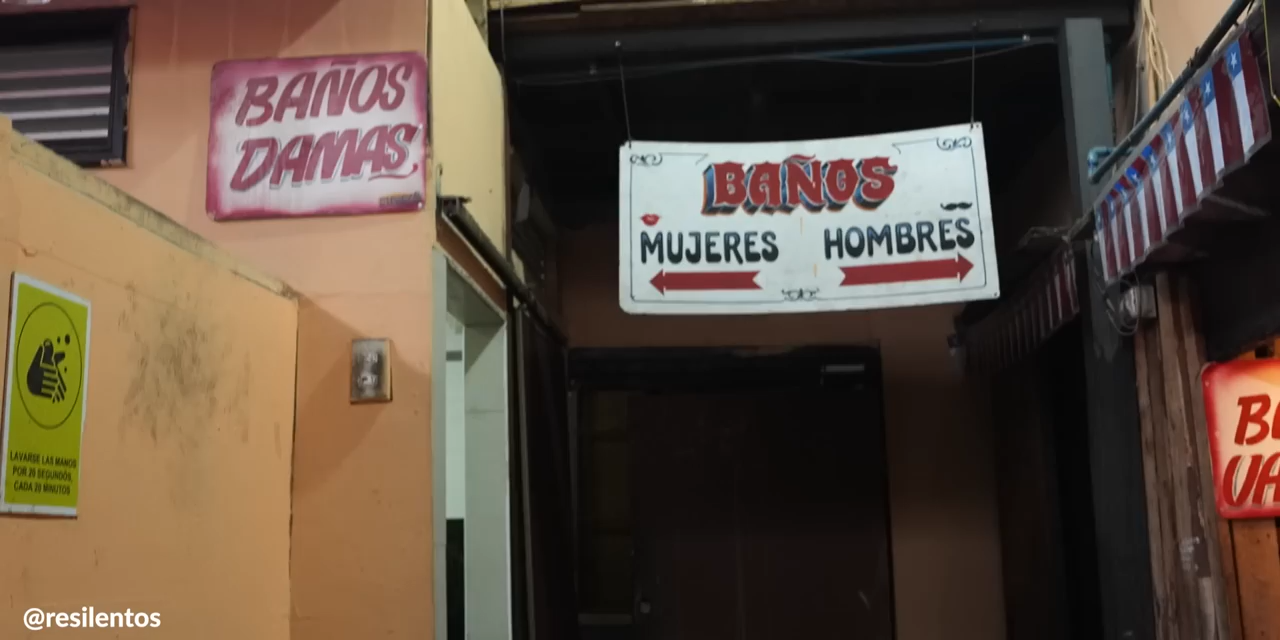 BAÑOS
DAMAS
BAÑOS
MUJERES HOMBRES
LAVARSE LAS MANOS
POR 20 SEGUNDOS,
CADA 20 MINUTOS
@resilentos